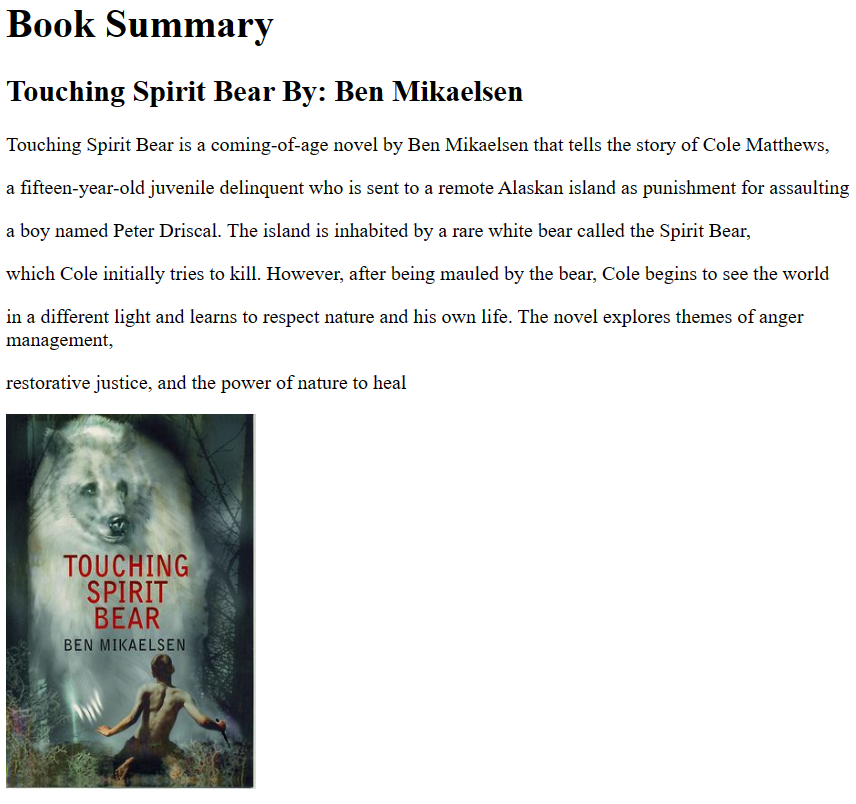 Book Summary
Touching Spirit Bear By: Ben Mikaelsen
Touching Spirit Bear is a coming-of-age novel by Ben Mikaelsen that tells the story of Cole Matthews,
a fifteen-year-old juvenile delinquent who is sent to a remote Alaskan island as punishment for assaulting
a boy named Peter Driscal. The island is inhabited by a rare white bear called the Spirit Bear,
which Cole initially tries to kill. However, after being mauled by the bear, Cole begins to see the world
in a different light and learns to respect nature and his own life. The novel explores themes of anger
management,
restorative justice, and the power of nature to heal
TOUCHING
SPIRIT
BEAR
BEN MIKAELSEN